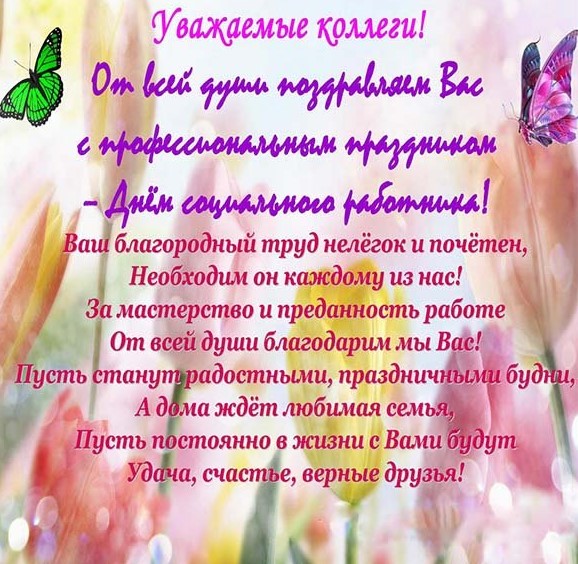 Уважаемые коллеги!
От всей души поздравляем Вас
с профессиональным праздником
– Днём социального работника!
Ваш благородный труд нелёгок и почётен,
Необходим он каждому из нас!
За мастерство и преданность работе
От всей души благодарим мы Вас!
Пусть станут радостными, праздничными будни,
А дома ждёт любимая семья,
Пусть постоянно в жизни с Вами будут
Удача, счастье, верные друзья!